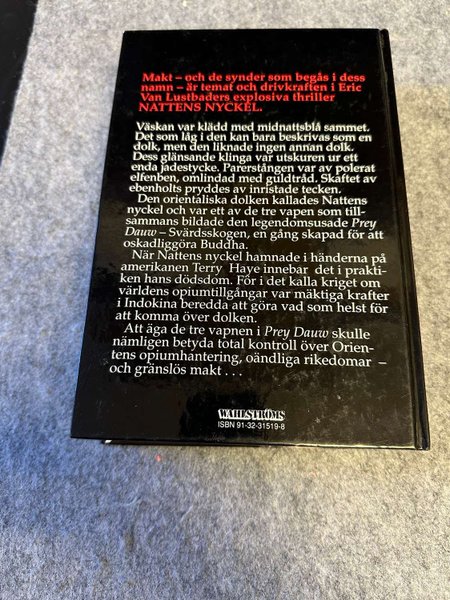 Makt – och de synder som begås i dess
namn – är temat och drivkraften i Eric
Van Lustbaders explosiva thriller
NATTENS NYCKEL.
Väskan var klädd med midnattsblå sammet.
Det som låg i den kan bara beskrivas som en
dolk, men den liknade ingen annan dolk.
Dess glänsande klinga var utskuren ur ett
enda jadestycke. Parerstången var av polerat
elfenben, omlindad med guldtråd. Skaftet av
ebenholts pryddes av inristade tecken.
Den orientaliska dolken kallades Nattens
nyckel och var ett av de tre vapen som till-
sammans bildade den legendomsusade Prey
Dauw – Svärdsskogen, en gång skapad för att
oskadliggöra Buddha.
När Nattens nyckel hamnade i händerna på
amerikanen Terry Haye innebar det i prakti-
ken hans dödsdom. För i det kalla kriget om
världens opiumtillgångar var mäktiga krafter
i Indokina beredda att göra vad som helst för
att komma över dolken.
Att äga de tre vapnen i Prey Dauw skulle
nämligen betyda total kontroll över Orien-
tens opiumhantering, oändliga rikedomar –
och gränslös makt . . .
WAHLSTRÖMS
ISBN 91-32-31519-8